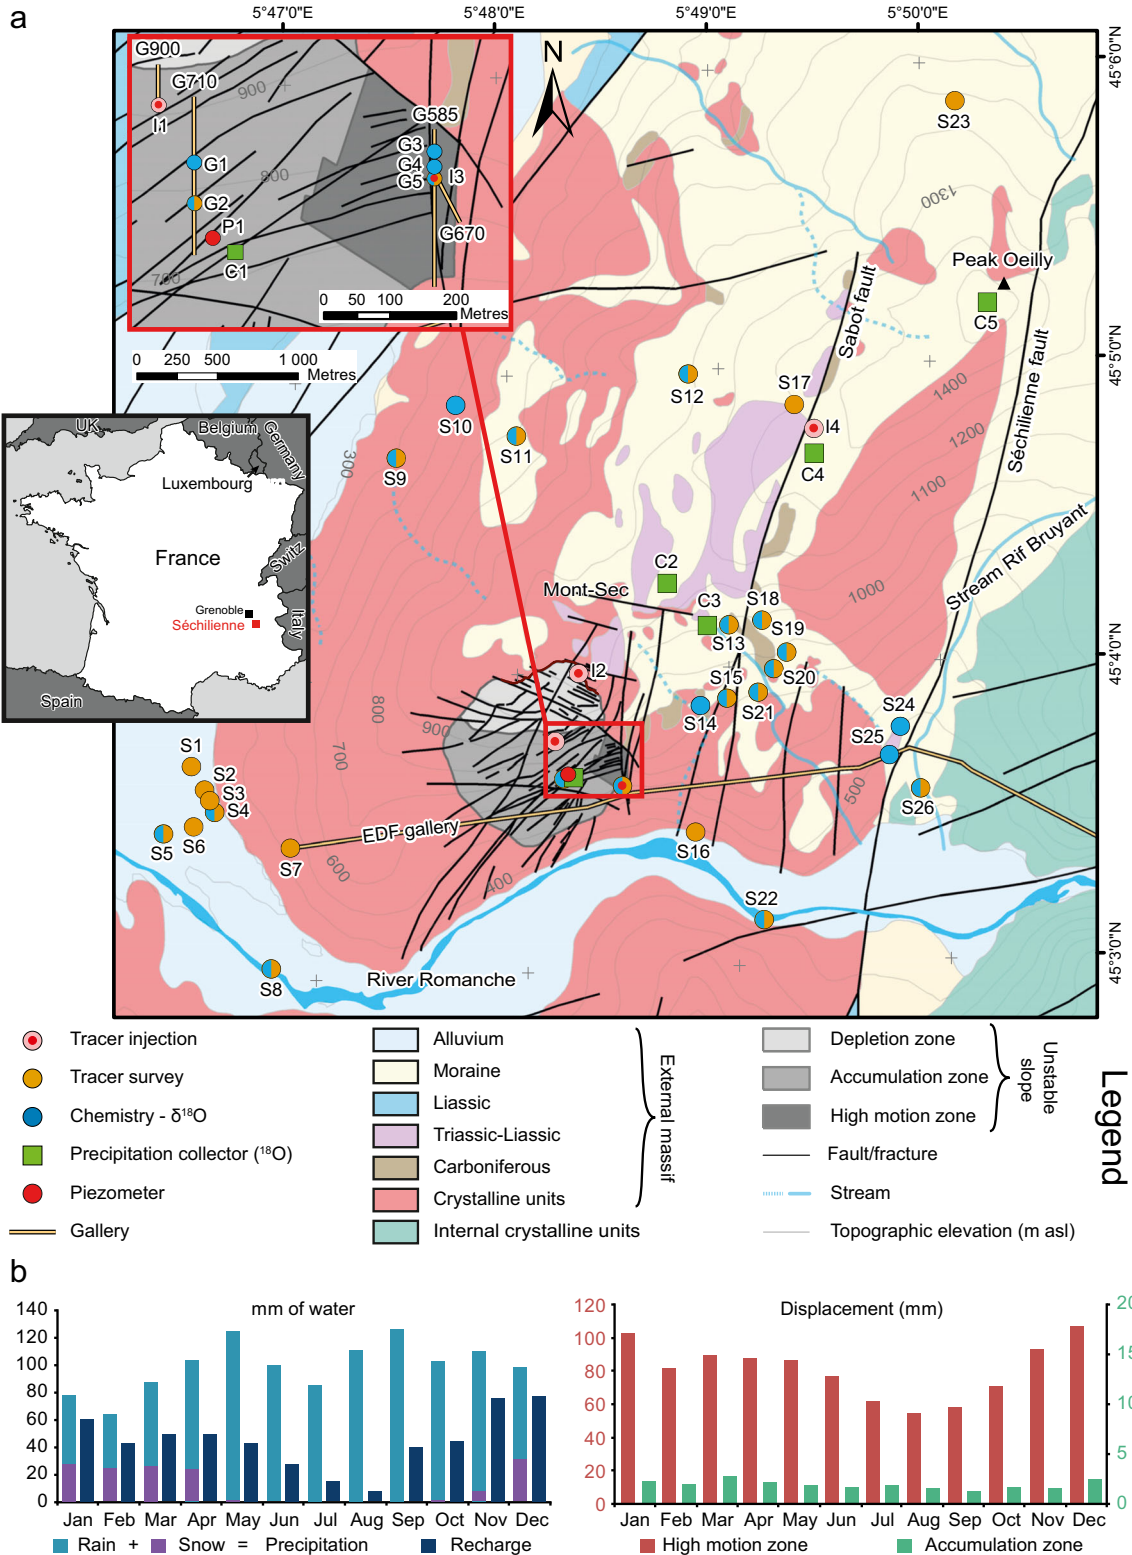 a
5°47'0"E
5°48'0"E
5°49'0"E
5°50'0"E
45°6'0"N
45°5'0"N
45°4'0"N
45°3'0"N
G900
G710
900
I1
G585
G3
G1
G4
800
G5
I3
G2
P1
G670
C1
700
0 50 100 200
Metres
0 250 500 1 000
Metres
N
S23
1300
Peak Oeilly
C5
Sabot fault
Séchilienne fault
S12
S17
1400
I4
1200
C4
S10
S11
300
S9
1100
Stream Rif Bruyant
UK
Belgium
Germany
Luxembourg
France
Switz
Grenoble
Séchilienne
Italy
Spain
C2
Mont-Sec
1000
C3
S18
S19
S13
I2
S15
S20
S14
S21
800
900
S24
S1
S25
700
S2
S3
500
S4
S26
EDF gallery
S5
S6
S7
S16
600
400
S22
River Romanche
S8
Tracer injection
Tracer survey
Chemistry - δ¹⁸O
Precipitation collector (¹⁸O)
Piezometer
Gallery
Alluvium
Moraine
Liassic
Triassic-Liassic
Carboniferous
Crystalline units
Internal crystalline units
External massif
Depletion zone
Accumulation zone
High motion zone
Unstable
slope
Fault/fracture
Stream
Topographic elevation (m asl)
Legend
b
mm of water
140
120
100
80
60
40
20
0
Jan Feb Mar Apr May Jun Jul Aug Sep Oct Nov Dec
Rain + Snow = Precipitation Recharge
Displacement (mm)
120
100
80
60
40
20
0
20
15
10
5
0
Jan Feb Mar Apr May Jun Jul Aug Sep Oct Nov Dec
High motion zone Accumulation zone